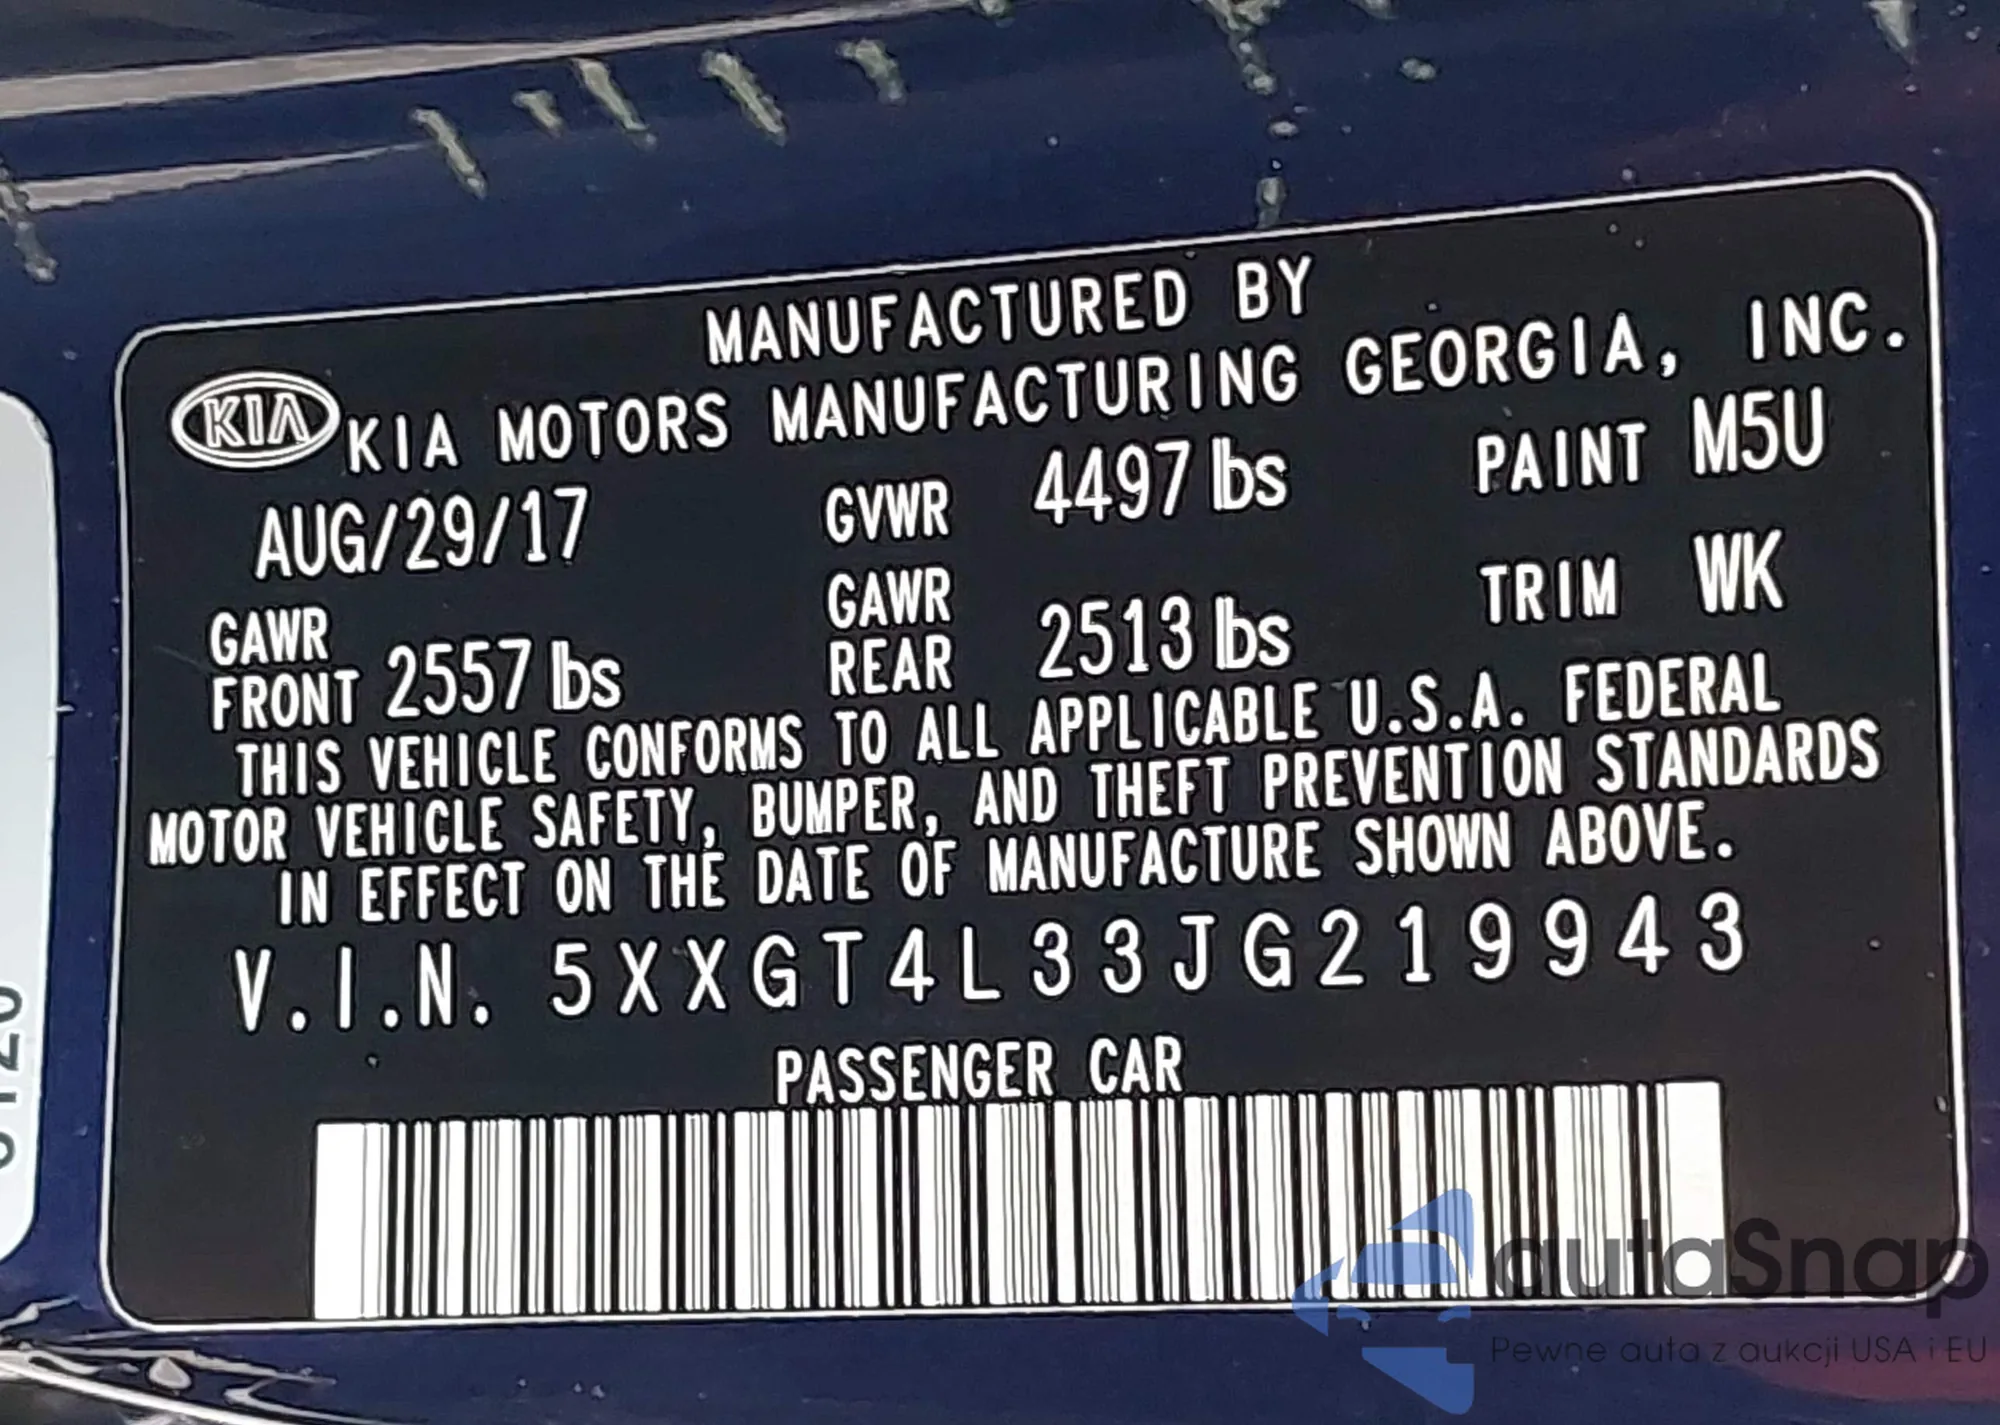 MANUFACTURED BY
KIA KIA MOTORS MANUFACTURING GEORGIA, INC.
AUG/29/17 GVWR 4497 lbs PAINT M5U
GAWR FRONT 2557 lbs GAWR REAR 2513 lbs TRIM WK
THIS VEHICLE CONFORMS TO ALL APPLICABLE U.S.A. FEDERAL
MOTOR VEHICLE SAFETY, BUMPER, AND THEFT PREVENTION STANDARDS
IN EFFECT ON THE DATE OF MANUFACTURE SHOWN ABOVE.
V.I.N. 5XXGT4L33JG219943
PASSENGER CAR
autaSnap
Pewne auta z aukcji USA i EU